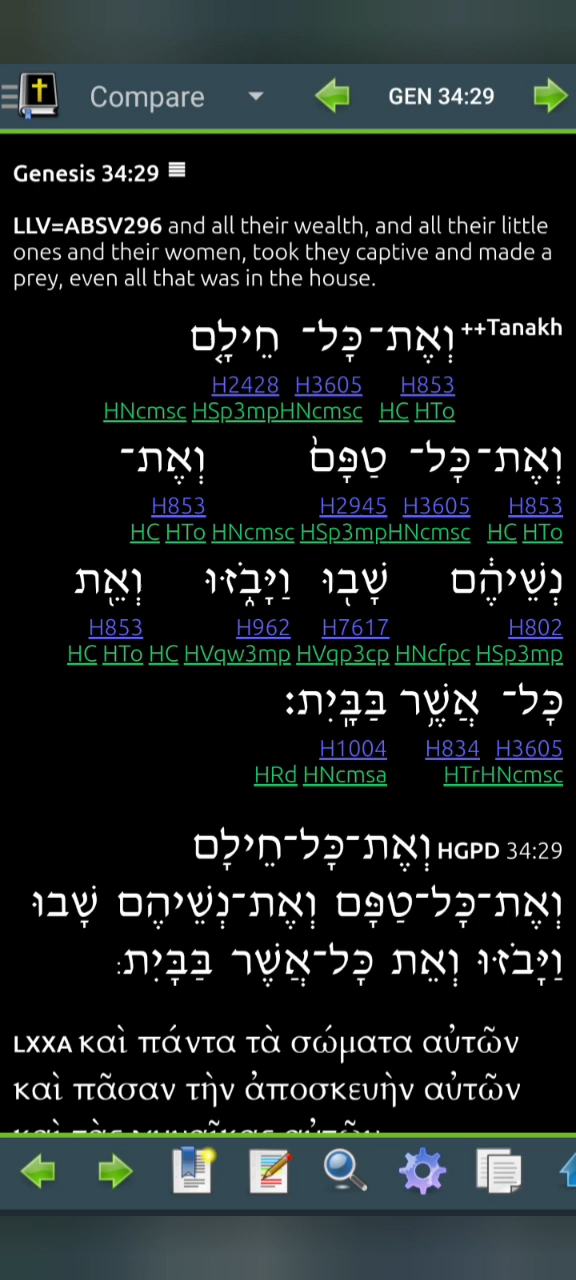 Compare GEN 34:29
Genesis 34:29
LLV=ABSV296 and all their wealth, and all their little
ones and their women, took they captive and made a
prey, even all that was in the house.
++Tanakh וְאֶת־ כָּל־ חֵילָ֤ם
H2428 H3605 H853
HNcmsc HSp3mpHNcmsc HC HTo
וְאֶת־ כָּל־ טַפָּם֙ וְאֶת־
H853 H2945 H3605 H853
HC HTo HNcmsc HSp3mpHNcmsc HC HTo
נְשֵׁיהֶ֔ם שָׁב֖וּ וַיָּבֹ֑זּוּ וְאֵ֖ת
H853 H962 H7617 H802
HC HTo HC HVqw3mp HVqp3cp HNcfpc HSp3mp
כָּל־ אֲשֶׁ֥ר בַּבָּֽיִת׃
H1004 H834 H3605
HRd HNcmsa HTrHNcmsc
HGPD 34:29 וְאֶת־כָּל־חֵילָם
וְאֶת־כָּל־טַפָּם וְאֶת־נְשֵׁיהֶם שָׁבוּ
וַיָּבֹזּוּ וְאֵת כָּל־אֲשֶׁר בַּבָּיִת׃
LXXA καὶ πάντα τὰ σώματα αὐτῶν
καὶ πᾶσαν τὴν ἀποσκευὴν αὐτῶν